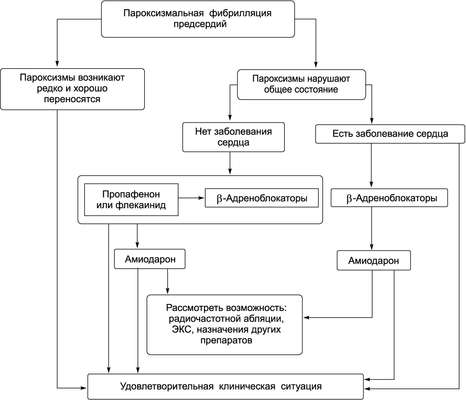 Пароксизмальная фибрилляция
предсердий
Пароксизмы возникают
редко и хорошо
переносятся
Пароксизмы нарушают
общее состояние
Нет заболевания
сердца
Есть заболевание сердца
Пропафенон
или флекаинид
β-Адреноблокаторы
β-Адреноблокаторы
Амиодарон
Амиодарон
Рассмотреть возможность:
радиочастотной абляции,
ЭКС, назначения других
препаратов
Удовлетворительная клиническая ситуация